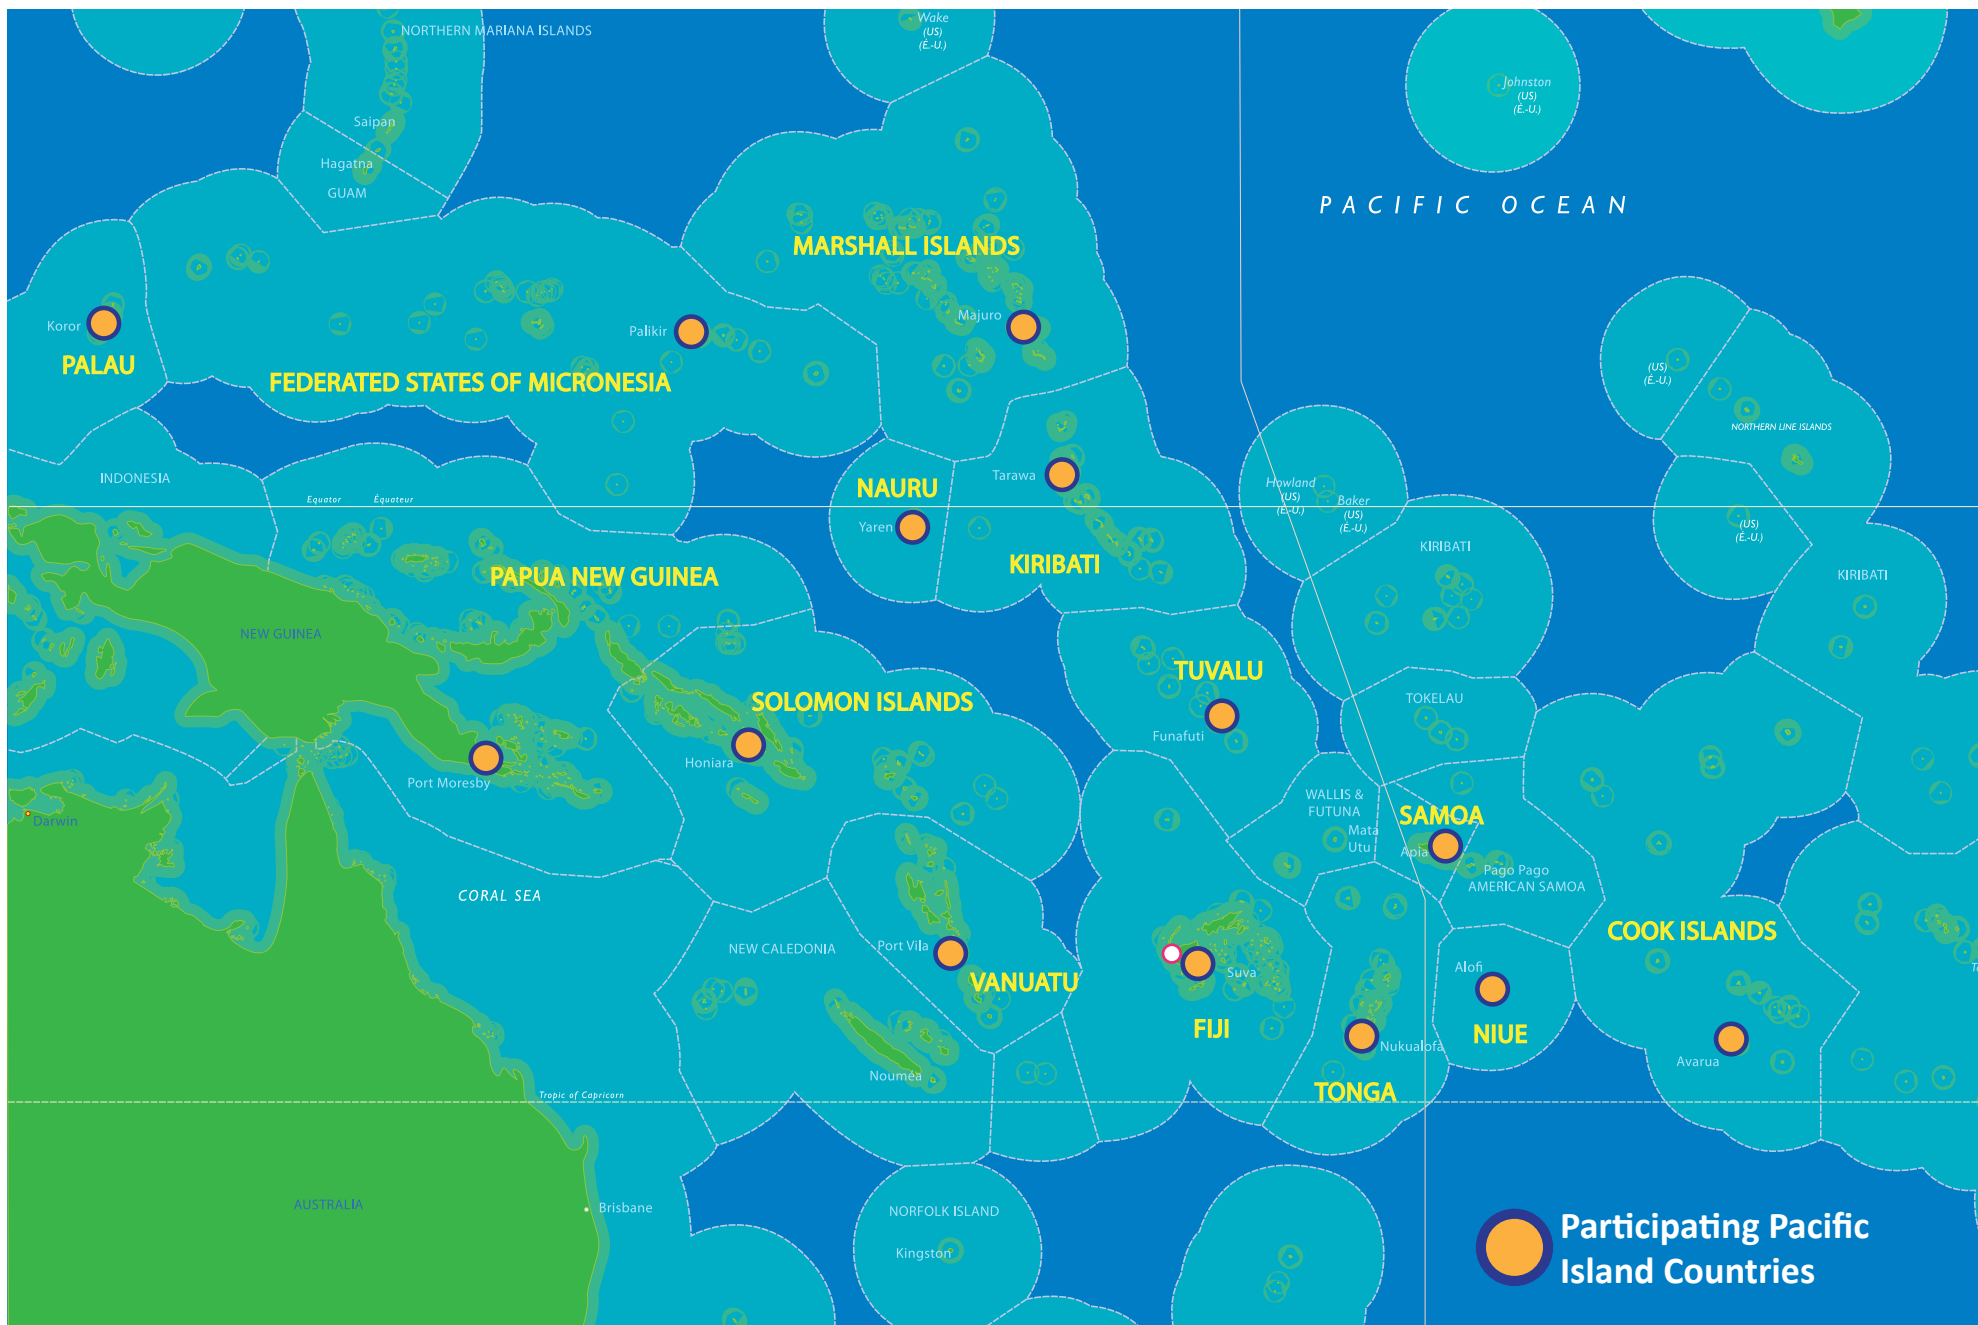 Wake
(US)
(É.-U.)
NORTHERN MARIANA ISLANDS
Johnston
(US)
(É.-U.)
Saipan
Hagatna
GUAM
PACIFIC OCEAN
MARSHALL ISLANDS
Majuro
Koror
PALAU
Palikir
FEDERATED STATES OF MICRONESIA
(US)
(É.-U.)
NORTHERN LINE ISLANDS
INDONESIA
Equator
Équateur
NAURU
Yaren
Tarawa
KIRIBATI
Howland
(US)
(É.-U.)
Baker
(US)
(É.-U.)
(US)
(É.-U.)
KIRIBATI
KIRIBATI
PAPUA NEW GUINEA
NEW GUINEA
SOLOMON ISLANDS
Honiara
TUVALU
Funafuti
TOKELAU
Port Moresby
Darwin
WALLIS &
FUTUNA
Mata
Utu
SAMOA
Apia
Pago Pago
AMERICAN SAMOA
CORAL SEA
NEW CALEDONIA
Port Vila
VANUATU
Suva
FIJI
Alofi
NIUE
COOK ISLANDS
Avarua
Nukualofa
TONGA
Nouméa
Tropic of Capricorn
AUSTRALIA
Brisbane
NORFOLK ISLAND
Kingston
Participating Pacific
Island Countries